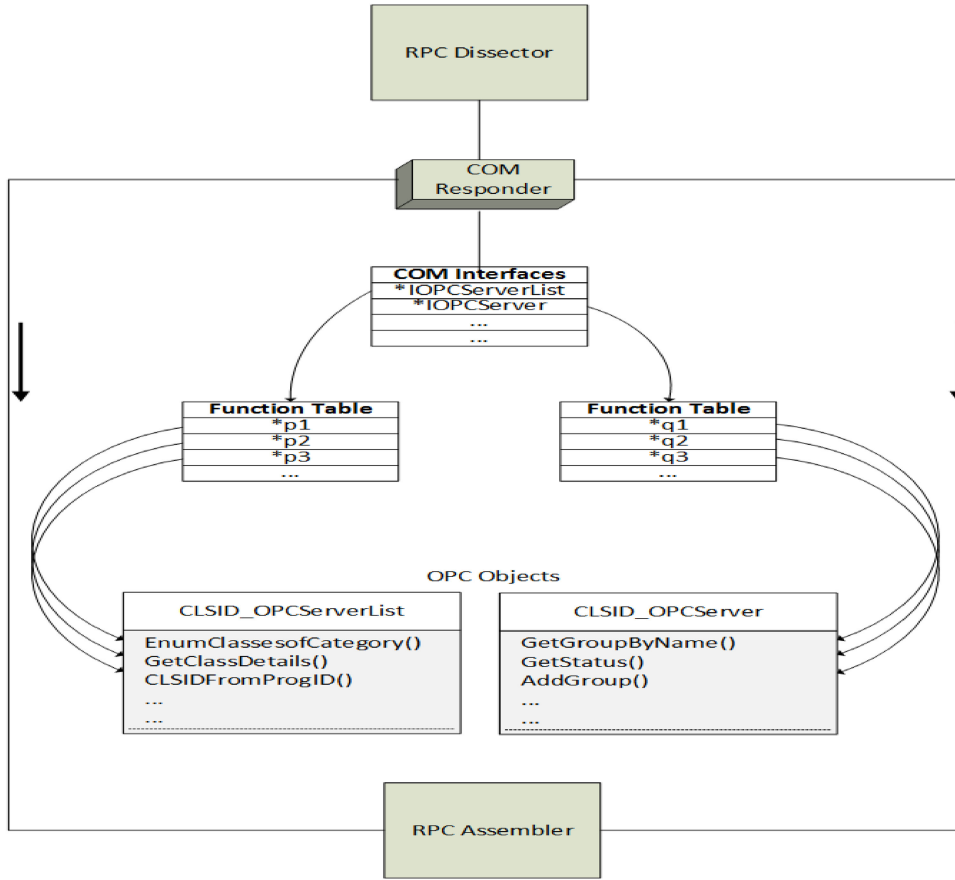 RPC Dissector
COM
Responder
COM Interfaces
*IOPCServerList
*IOPCServer
...
...
Function Table
*p1
*p2
*p3
...
Function Table
*q1
*q2
*q3
...
OPC Objects
CLSID_OPCServerList
EnumClassesofCategory()
GetClassDetails()
CLSIDFromProgID()
...
...
CLSID_OPCServer
GetGroupByName()
GetStatus()
AddGroup()
...
...
RPC Assembler